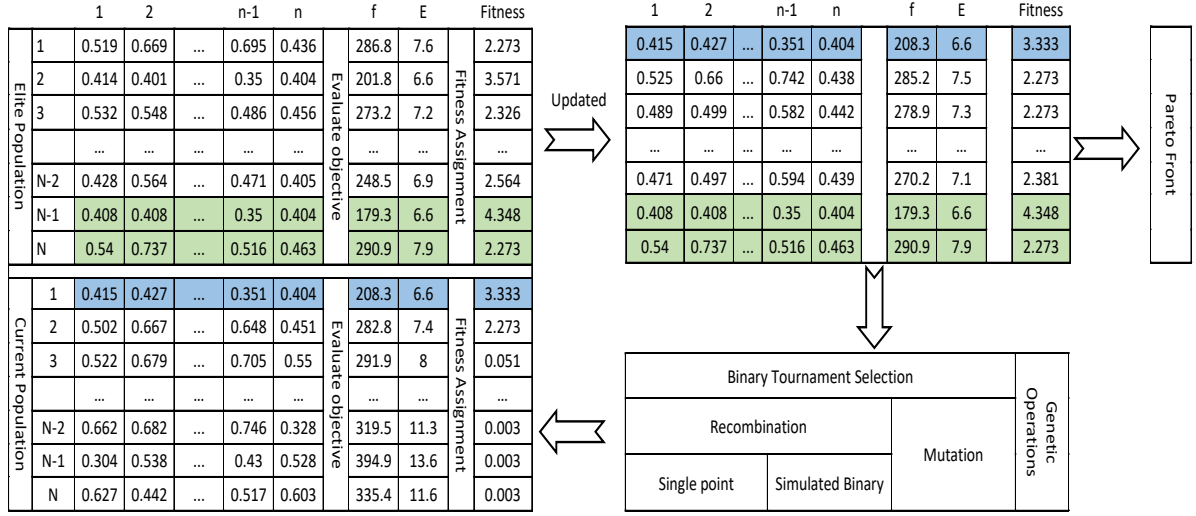 1 2 n-1 n f E Fitness
Elite Population
Evaluate objective
Fitness Assignment
1 0.519 0.669 ... 0.695 0.436 286.8 7.6 2.273
2 0.414 0.401 ... 0.35 0.404 201.8 6.6 3.571
3 0.532 0.548 ... 0.486 0.456 273.2 7.2 2.326
... ... ... ... ... ... ... ...
N-2 0.428 0.564 ... 0.471 0.405 248.5 6.9 2.564
N-1 0.408 0.408 ... 0.35 0.404 179.3 6.6 4.348
N 0.54 0.737 ... 0.516 0.463 290.9 7.9 2.273
Current Population
Evaluate objective
Fitness Assignment
1 0.415 0.427 ... 0.351 0.404 208.3 6.6 3.333
2 0.502 0.667 ... 0.648 0.451 282.8 7.4 2.273
3 0.522 0.679 ... 0.705 0.55 291.9 8 0.051
... ... ... ... ... ... ... ...
N-2 0.662 0.682 ... 0.746 0.328 319.5 11.3 0.003
N-1 0.304 0.538 ... 0.43 0.528 394.9 13.6 0.003
N 0.627 0.442 ... 0.517 0.603 335.4 11.6 0.003
Updated
1 2 n-1 n f E Fitness
0.415 0.427 ... 0.351 0.404 208.3 6.6 3.333
0.525 0.66 ... 0.742 0.438 285.2 7.5 2.273
0.489 0.499 ... 0.582 0.442 278.9 7.3 2.273
... ... ... ... ... ... ... ...
0.471 0.497 ... 0.594 0.439 270.2 7.1 2.381
0.408 0.408 ... 0.35 0.404 179.3 6.6 4.348
0.54 0.737 ... 0.516 0.463 290.9 7.9 2.273
Pareto Front
Binary Tournament Selection
Recombination
Mutation
Single point
Simulated Binary
Genetic
Operations